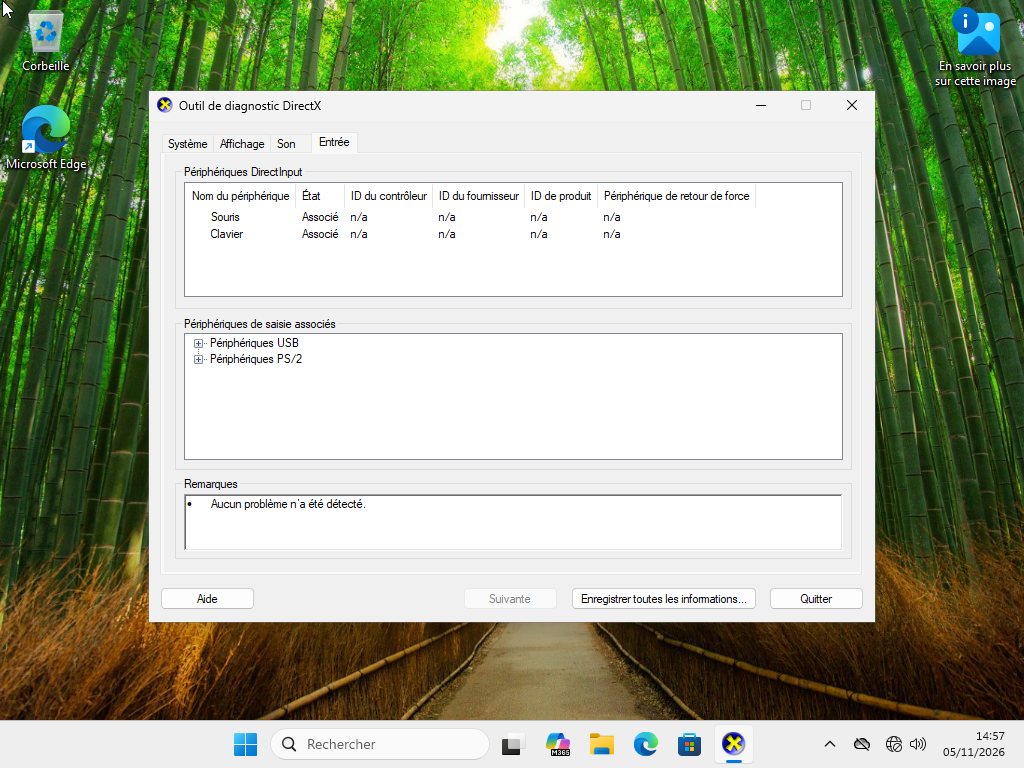 Corbeille
En savoir plus
sur cette image
Microsoft Edge
Outil de diagnostic DirectX
Système Affichage Son Entrée
Périphériques DirectInput
Nom du périphérique État ID du contrôleur ID du fournisseur ID de produit Périphérique de retour de force
Souris Associé n/a n/a n/a n/a
Clavier Associé n/a n/a n/a n/a
Périphériques de saisie associés
Périphériques USB
Périphériques PS/2
Remarques
• Aucun problème n'a été détecté.
Aide Suivante Enregistrer toutes les informations... Quitter
Rechercher
M365
14:57
05/11/2026